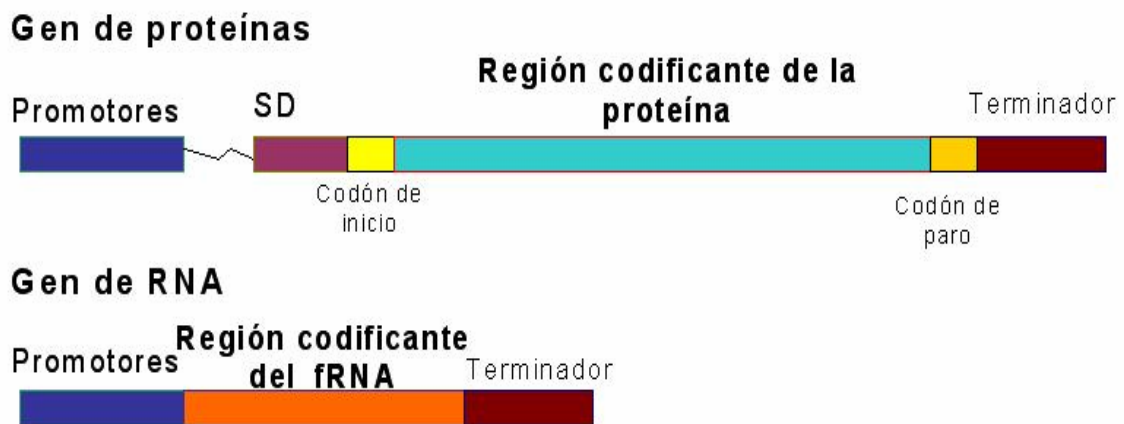 Gen de proteínas
Región codificante de la
proteína
Promotores
SD
Terminador
Codón de
inicio
Codón de
paro
Gen de RNA
Región codificante
del fRNA
Promotores
Terminador